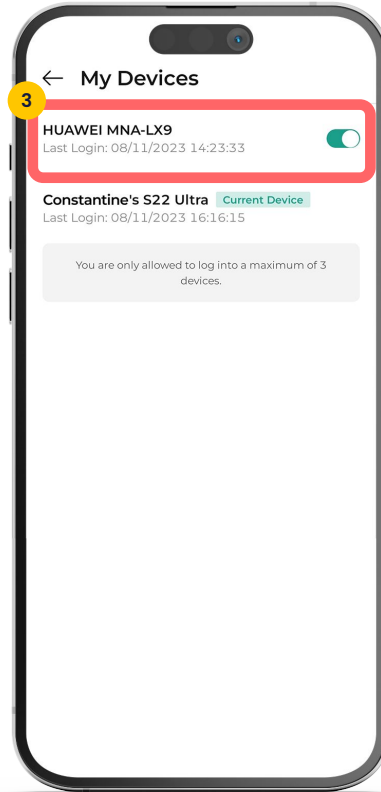 ← My Devices
3
HUAWEI MNA-LX9
Last Login: 08/11/2023 14:23:33
Constantine's S22 Ultra Current Device
Last Login: 08/11/2023 16:16:15
You are only allowed to log into a maximum of 3
devices.